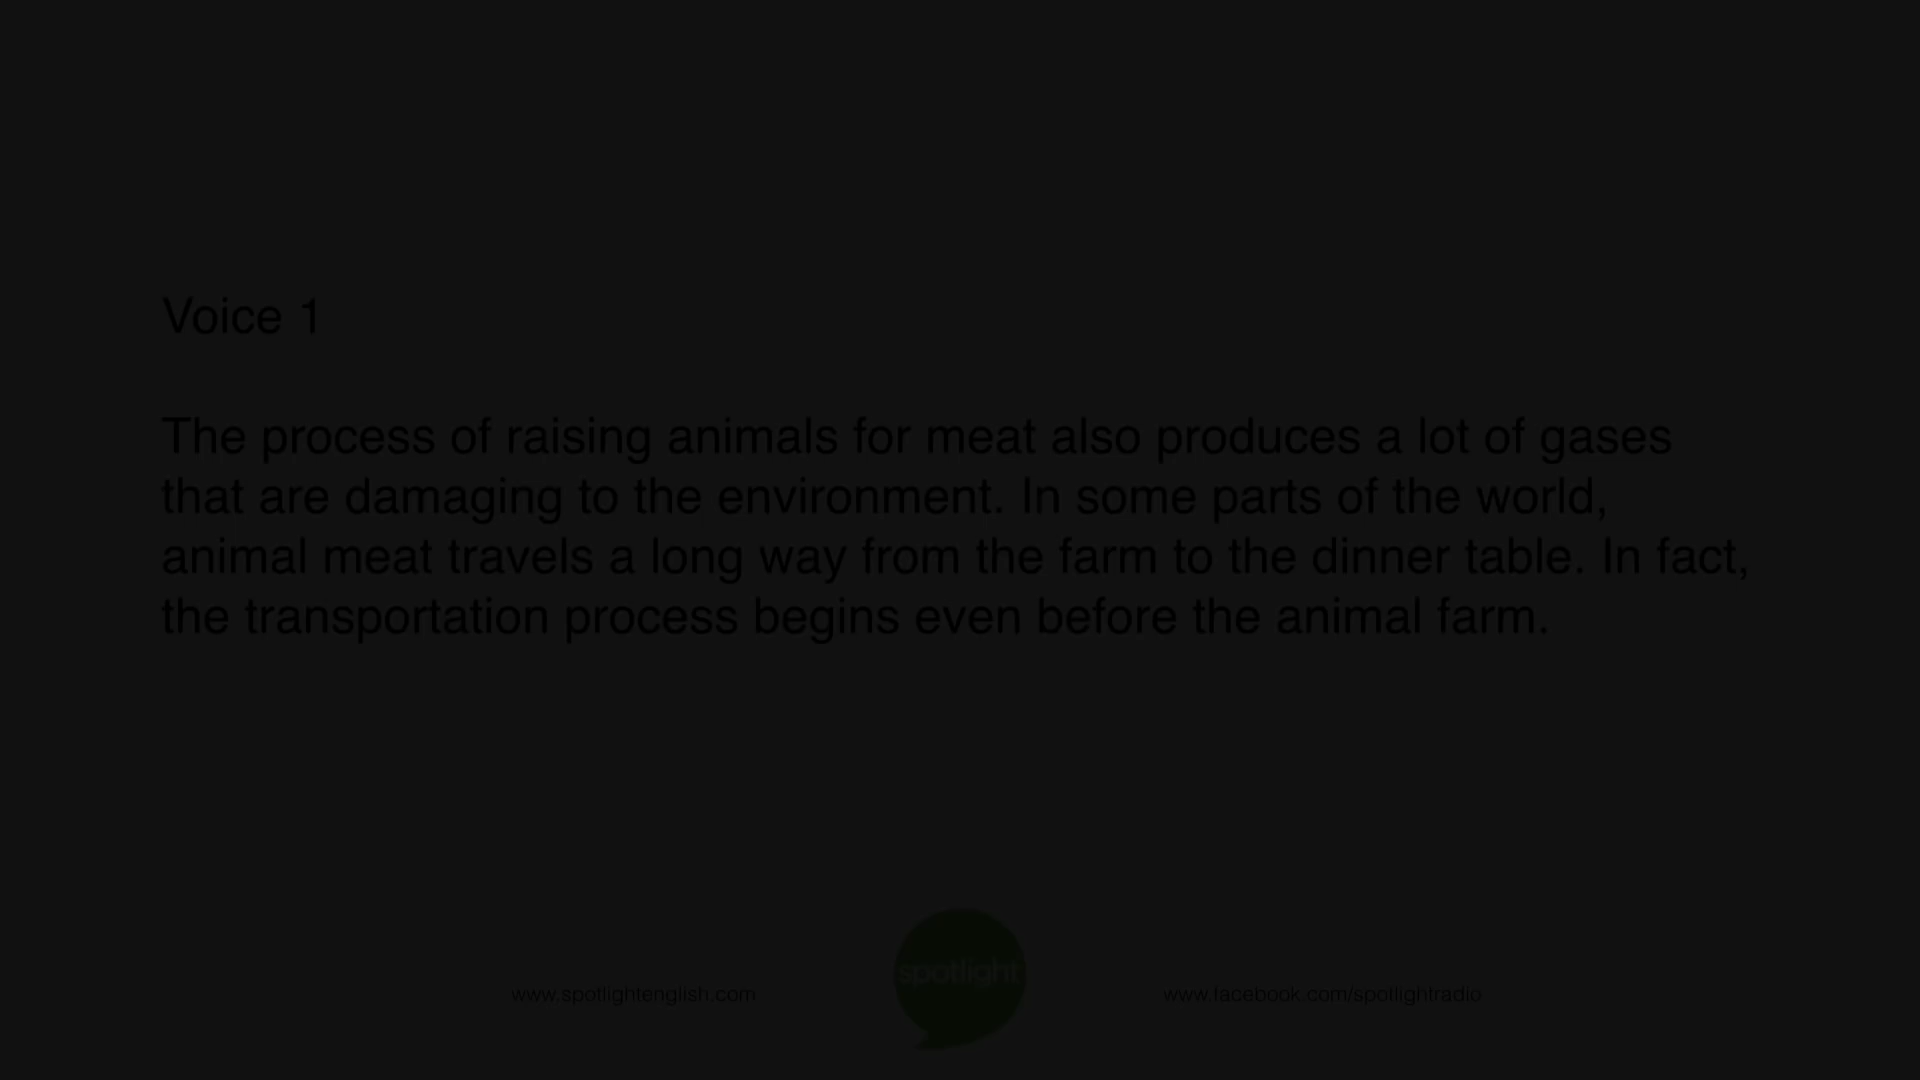 Voice 1
The process of raising animals for meat also produces a lot of gases
that are damaging to the environment. In some parts of the world,
animal meat travels a long way from the farm to the dinner table. In fact,
the transportation process begins even before the animal farm.
spotlight
www.spotlightenglish.com
www.facebook.com/spotlightradio